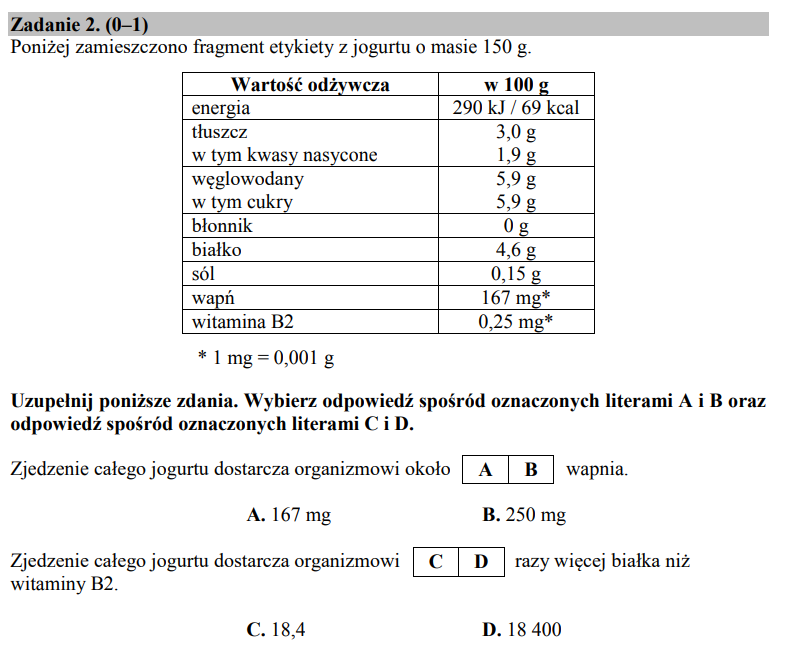 Zadanie 2. (0–1)
Poniżej zamieszczono fragment etykiety z jogurtu o masie 150 g.
Wartość odżywcza w 100 g
energia 290 kJ / 69 kcal
tłuszcz 3,0 g
w tym kwasy nasycone 1,9 g
węglowodany 5,9 g
w tym cukry 5,9 g
błonnik 0 g
białko 4,6 g
sól 0,15 g
wapń 167 mg*
witamina B2 0,25 mg*
* 1 mg = 0,001 g
Uzupełnij poniższe zdania. Wybierz odpowiedź spośród oznaczonych literami A i B oraz
odpowiedź spośród oznaczonych literami C i D.
Zjedzenie całego jogurtu dostarcza organizmowi około A B wapnia.
A. 167 mg B. 250 mg
Zjedzenie całego jogurtu dostarcza organizmowi C D razy więcej białka niż
witaminy B2.
C. 18,4 D. 18 400